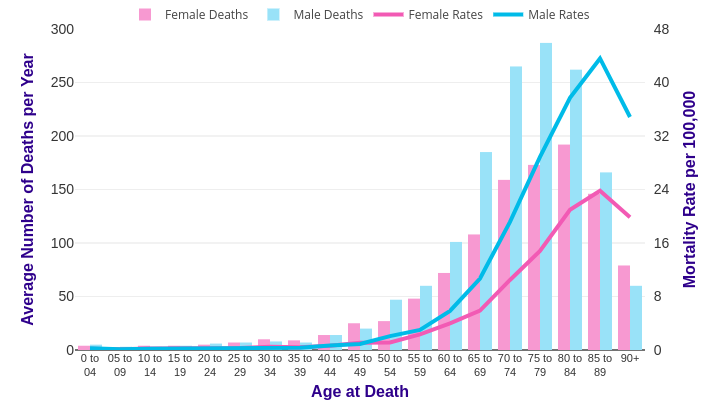 Female Deaths Male Deaths Female Rates Male Rates
300 48
250 40
200 32
150 24
100 16
50 8
0 0
Average Number of Deaths per Year
Mortality Rate per 100,000
0 to 04
05 to 09
10 to 14
15 to 19
20 to 24
25 to 29
30 to 34
35 to 39
40 to 44
45 to 49
50 to 54
55 to 59
60 to 64
65 to 69
70 to 74
75 to 79
80 to 84
85 to 89
90+
Age at Death